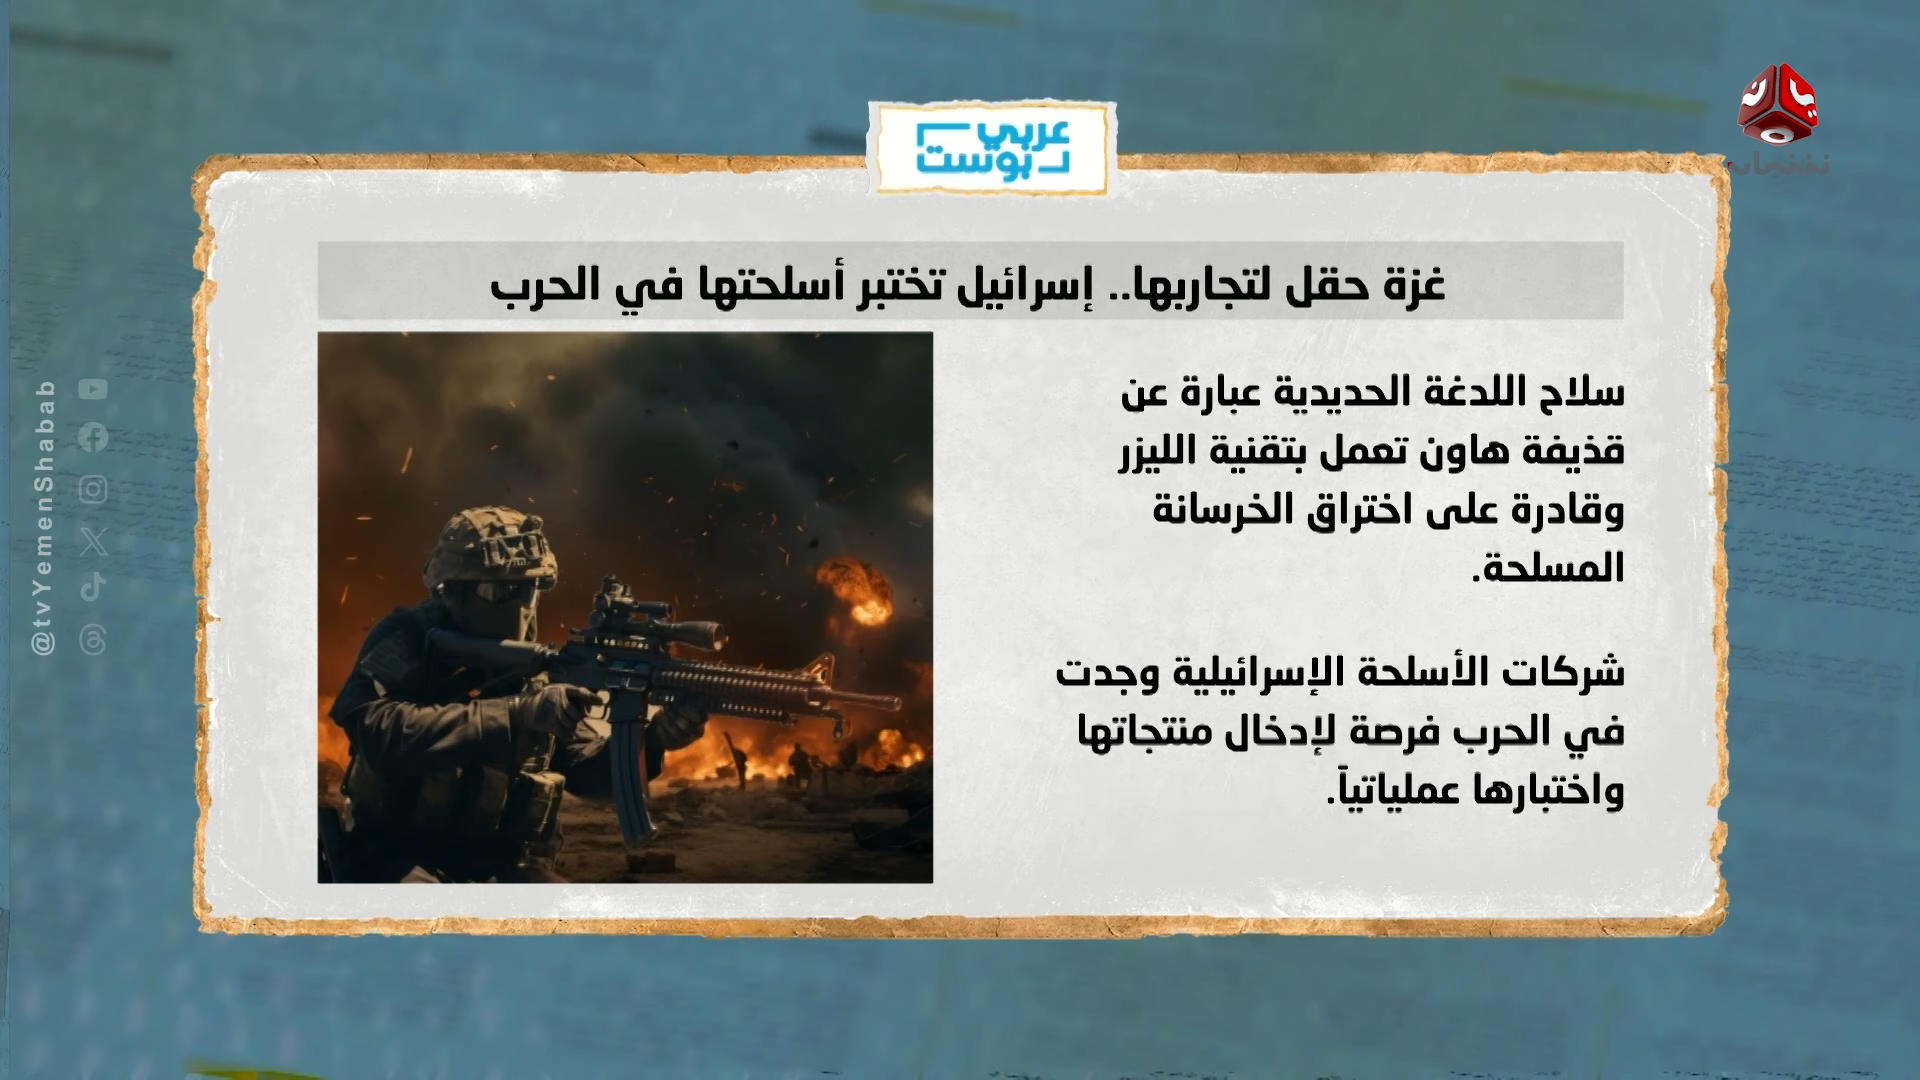 عربي
بوست
غزة حقل لتجاربها.. إسرائيل تختبر أسلحتها في الحرب
سلاح اللدغة الحديدية عبارة عن
قذيفة هاون تعمل بتقنية الليزر
وقادرة على اختراق الخرسانة
المسلحة.
شركات الأسلحة الإسرائيلية وجدت
في الحرب فرصة لإدخال منتجاتها
واختبارها عملياتياً.
@tvYemenShabab